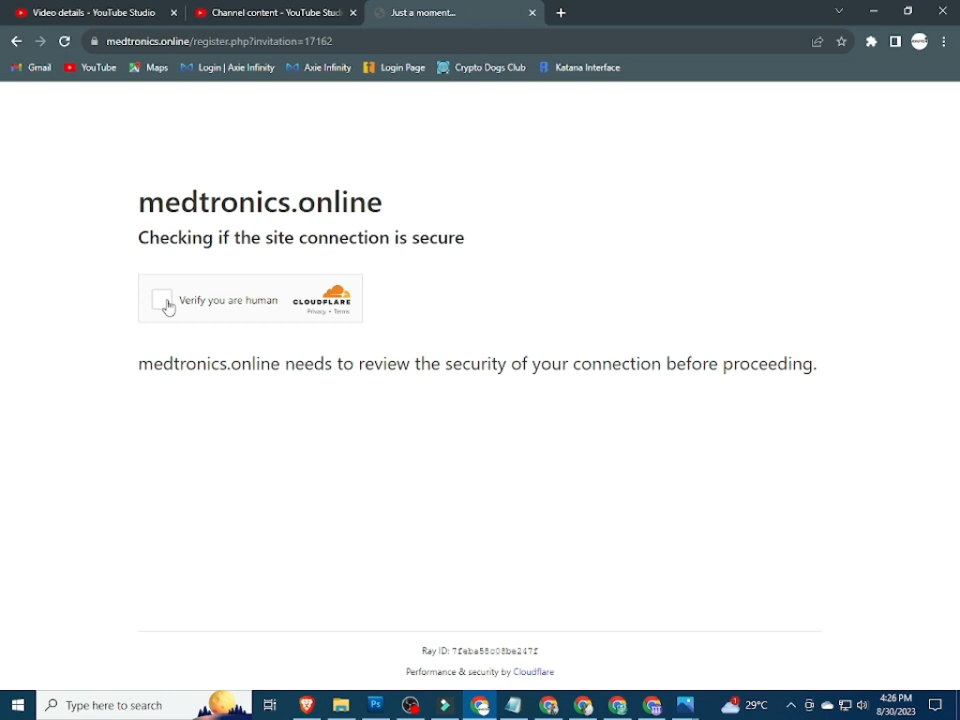 Video details - YouTube Studio
Channel content - YouTube Studi
Just a moment...
medtronics.online/register.php?invitation=17162
Gmail
YouTube
Maps
Login | Axie Infinity
Axie Infinity
Login Page
Crypto Dogs Club
Katana Interface
medtronics.online
Checking if the site connection is secure
Verify you are human
CLOUDFLARE
Privacy • Terms
medtronics.online needs to review the security of your connection before proceeding.
Ray ID: 7feba58c08be247f
Performance & security by Cloudflare
Type here to search
29°C
4:26 PM
8/30/2023